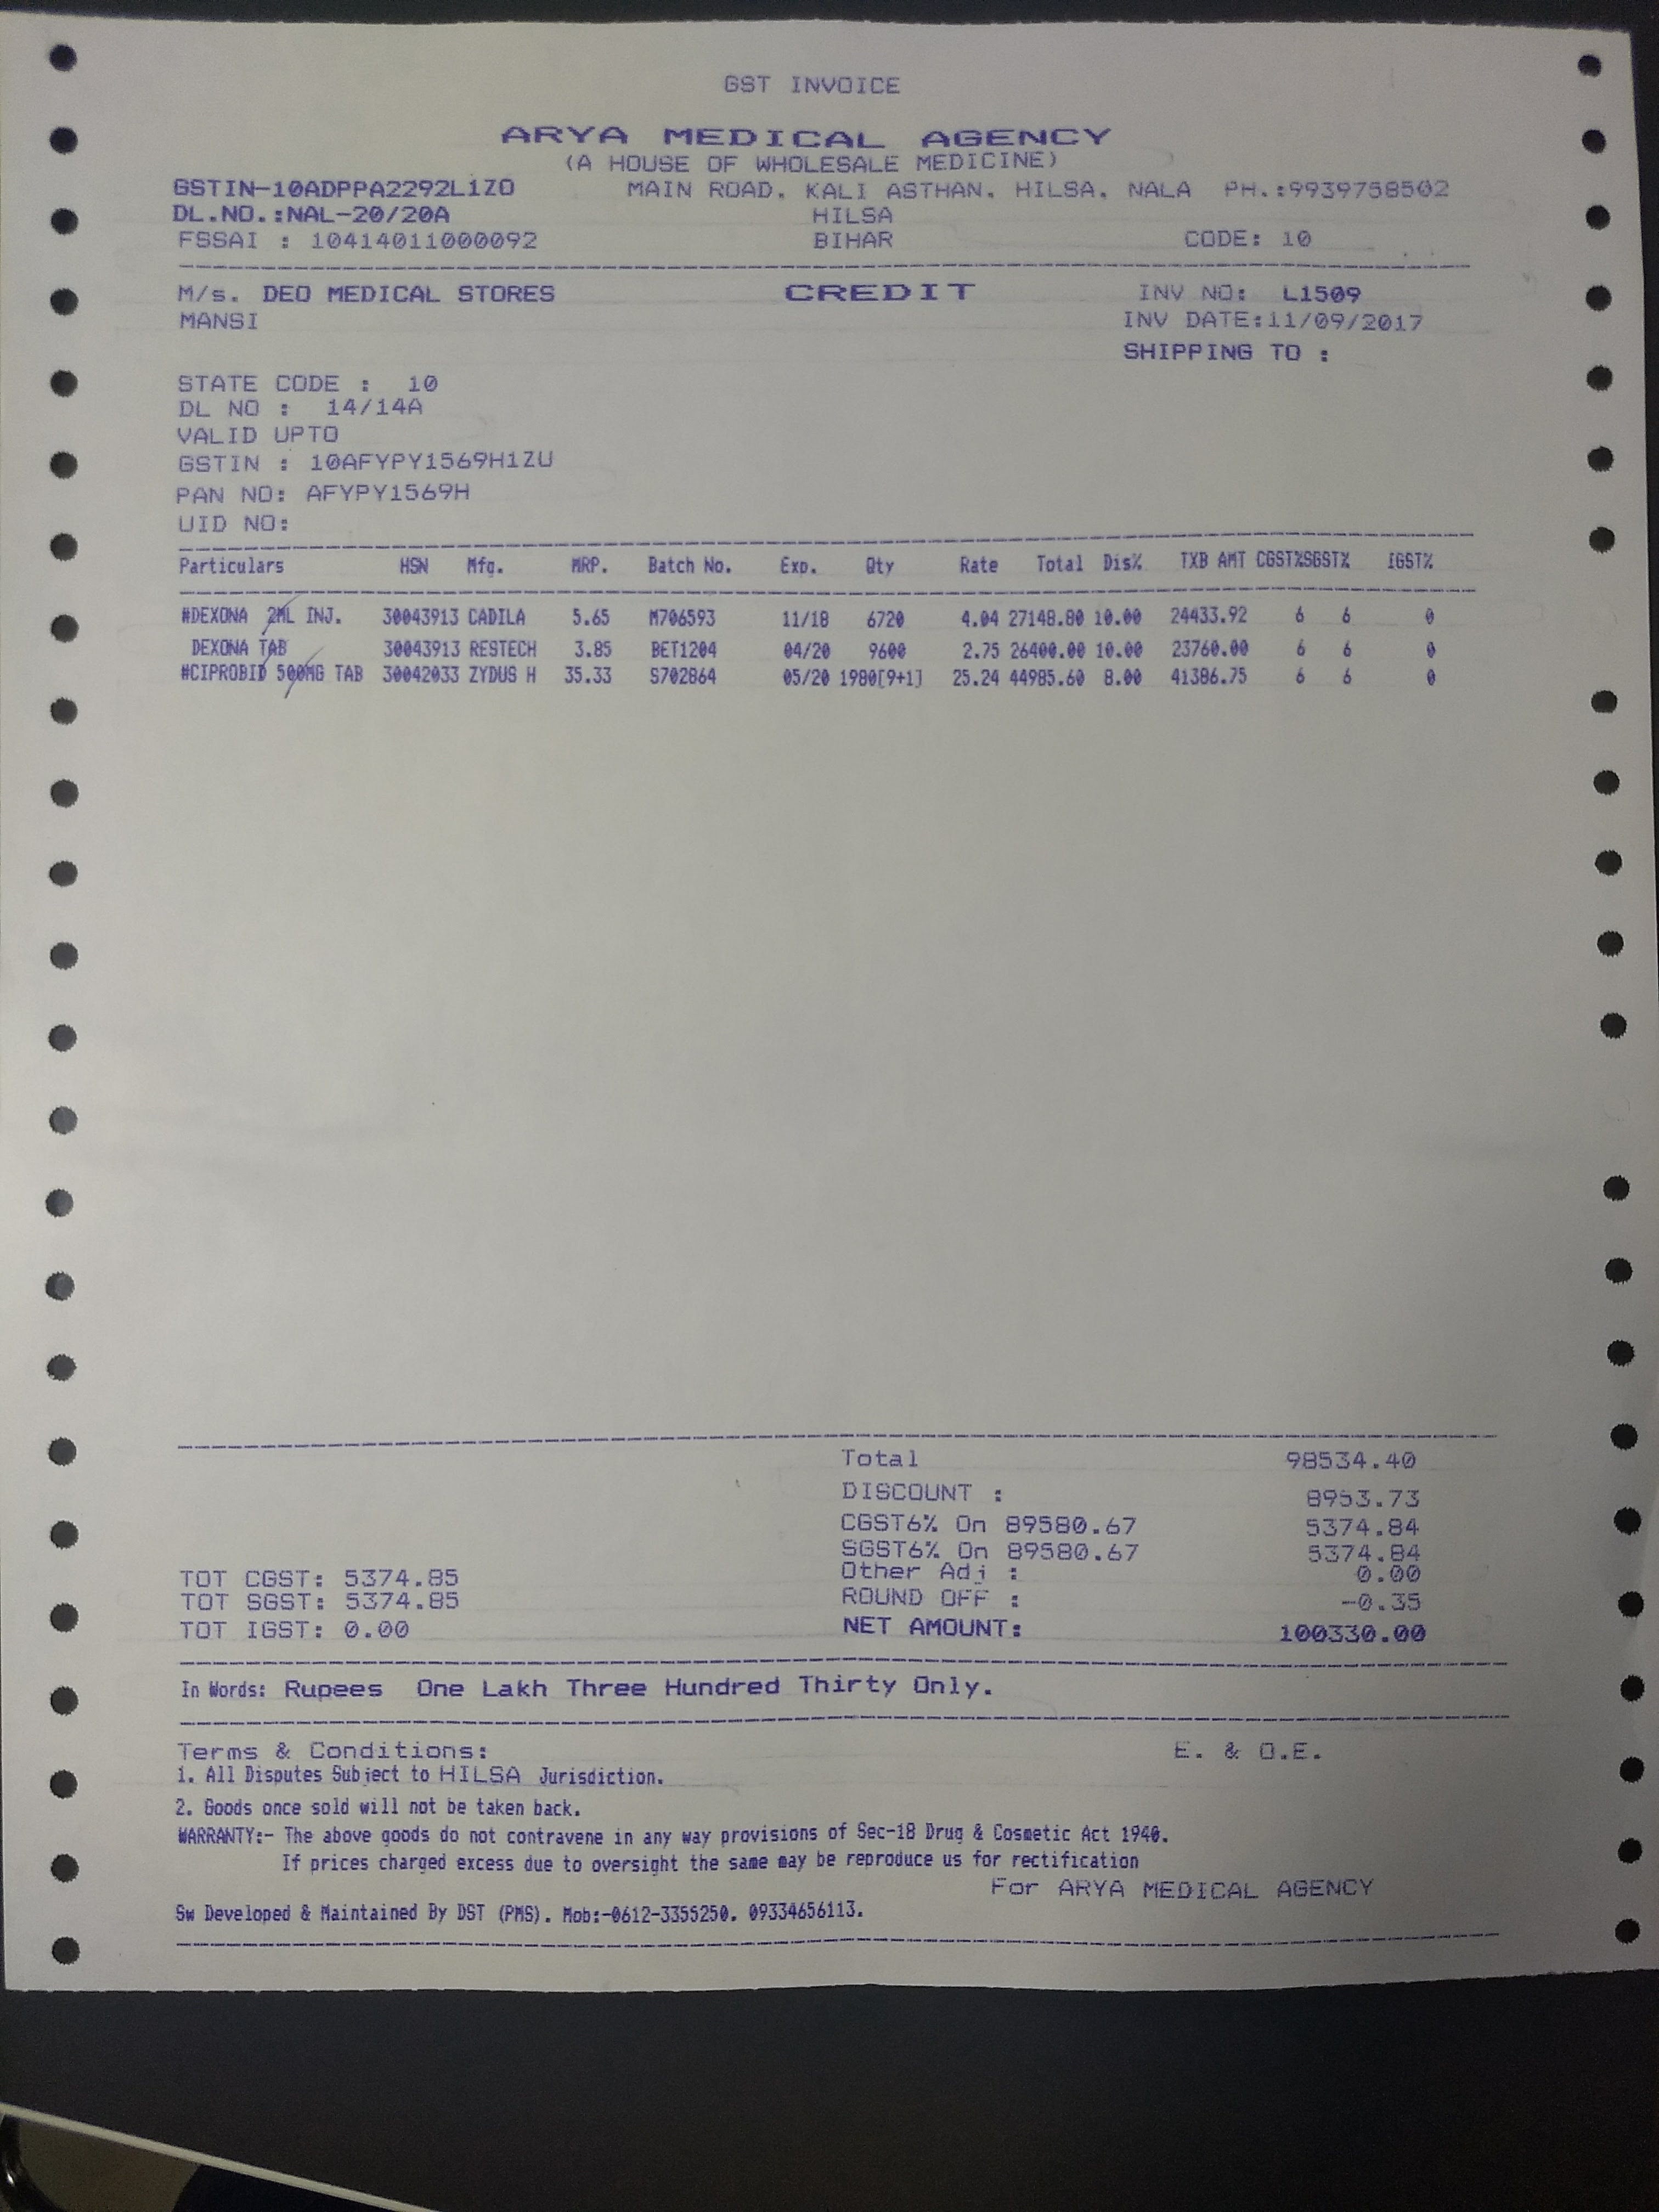 GST INVOICE
ARYA MEDICAL AGENCY
(A HOUSE OF WHOLESALE MEDICINE)
GSTIN-10ADPPA2292L1ZO MAIN ROAD, KALI ASTHAN, HILSA, NALA PH.:9939758502
DL.NO.:NAL-20/20A HILSA
FSSAI : 10414011000092 BIHAR CODE: 10
M/s. DEO MEDICAL STORES CREDIT INV NO: L1509
MANSI INV DATE:11/09/2017
SHIPPING TO :
STATE CODE : 10
DL NO : 14/14A
VALID UPTO
GSTIN : 10AFYPY1569H1ZU
PAN NO: AFYPY1569H
UID NO:
Particulars HSN Mfg. MRP. Batch No. Exp. Qty Rate Total Dis% TXB AMT CGST%SGST% IGST%
#DEXONA 2ML INJ. 30043913 CADILA 5.65 M706593 11/18 6720 4.04 27148.80 10.00 24433.92 6 6 0
DEXONA TAB 30043913 RESTECH 3.85 BET1204 04/20 9600 2.75 26400.00 10.00 23760.00 6 6 0
#CIPROBID 500MG TAB 30042033 ZYDUS H 35.33 S702864 05/20 1980[9+1] 25.24 44985.60 8.00 41386.75 6 6 0
Total 98534.40
DISCOUNT : 8953.73
CGST6% On 89580.67 5374.84
SGST6% On 89580.67 5374.84
TOT CGST: 5374.85 Other Adj : 0.00
TOT SGST: 5374.85 ROUND OFF : -0.35
TOT IGST: 0.00 NET AMOUNT: 100330.00
In Words: Rupees One Lakh Three Hundred Thirty Only.
Terms & Conditions: E. & O.E.
1. All Disputes Subject to HILSA Jurisdiction.
2. Goods once sold will not be taken back.
WARRANTY:- The above goods do not contravene in any way provisions of Sec-18 Drug & Cosmetic Act 1940.
If prices charged excess due to oversight the same may be reproduce us for rectification
For ARYA MEDICAL AGENCY
Sw Developed & Maintained By DST (PMS). Mob:-0612-3355250, 09334656113.